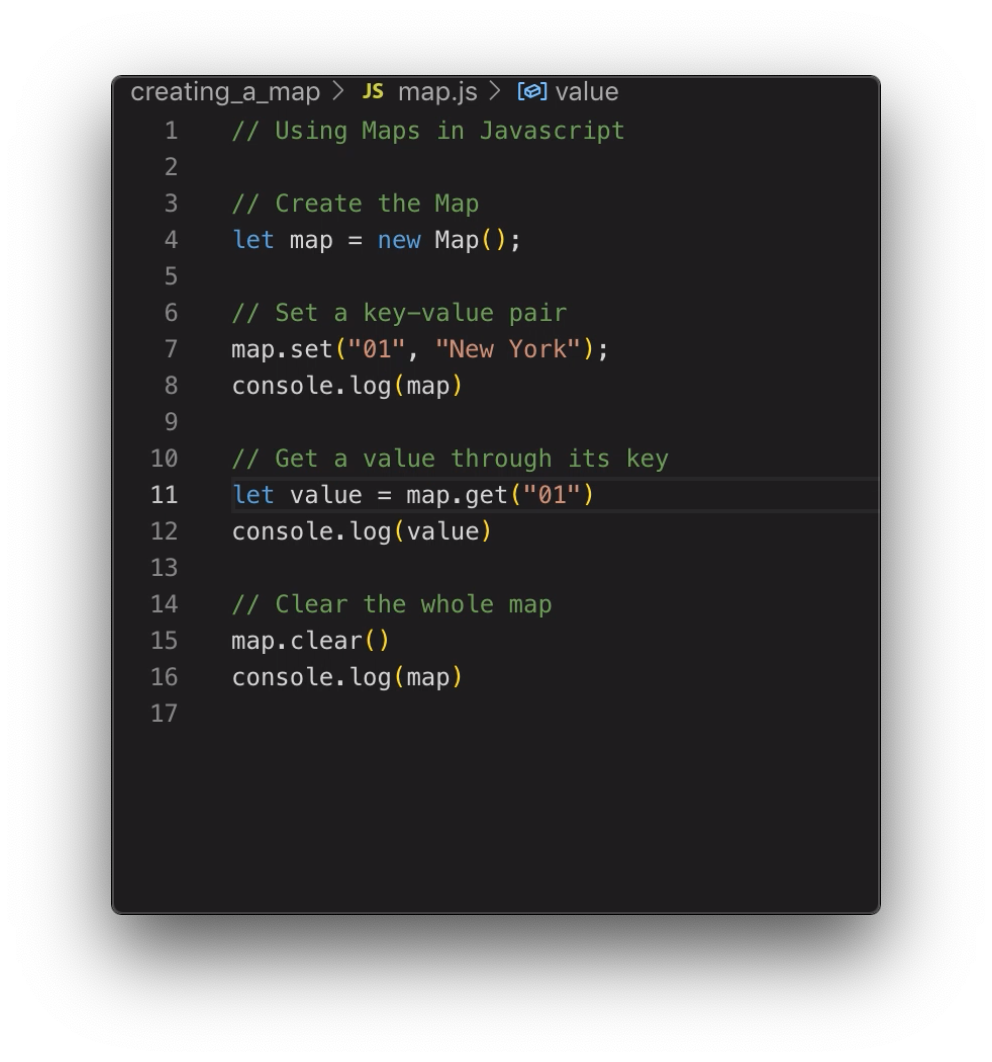 creating_a_map > JS map.js > value
1 // Using Maps in Javascript
2
3 // Create the Map
4 let map = new Map();
5
6 // Set a key-value pair
7 map.set("01", "New York");
8 console.log(map)
9
10 // Get a value through its key
11 let value = map.get("01")
12 console.log(value)
13
14 // Clear the whole map
15 map.clear()
16 console.log(map)
17